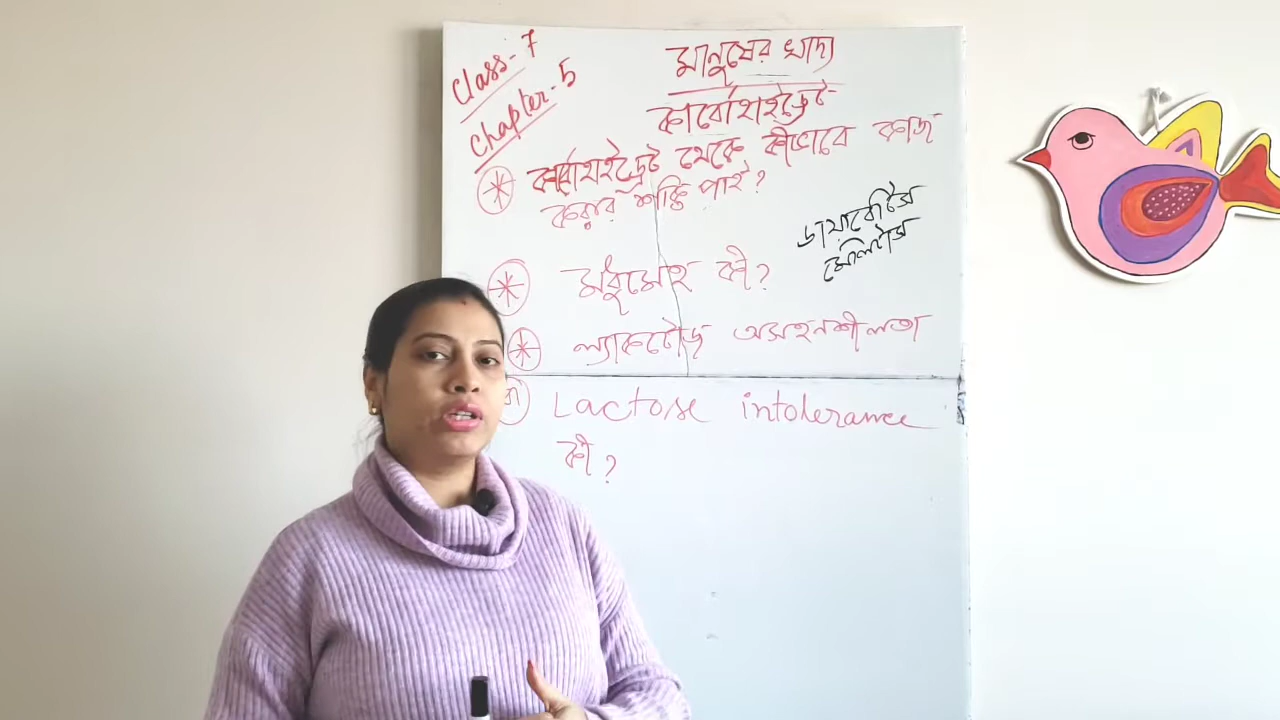 Class-7
Chapter-5
মানুষের খাদ্য
কার্বোহাইড্রেট
কার্বোহাইড্রেট থেকে কীভাবে কাজ
করার শক্তি পাই?
ডায়াবেটিস
মেলিটাস
মধুমেহ কী?
ল্যাকটোজ অসহনশীলতা
বা Lactose intolerance
কী?